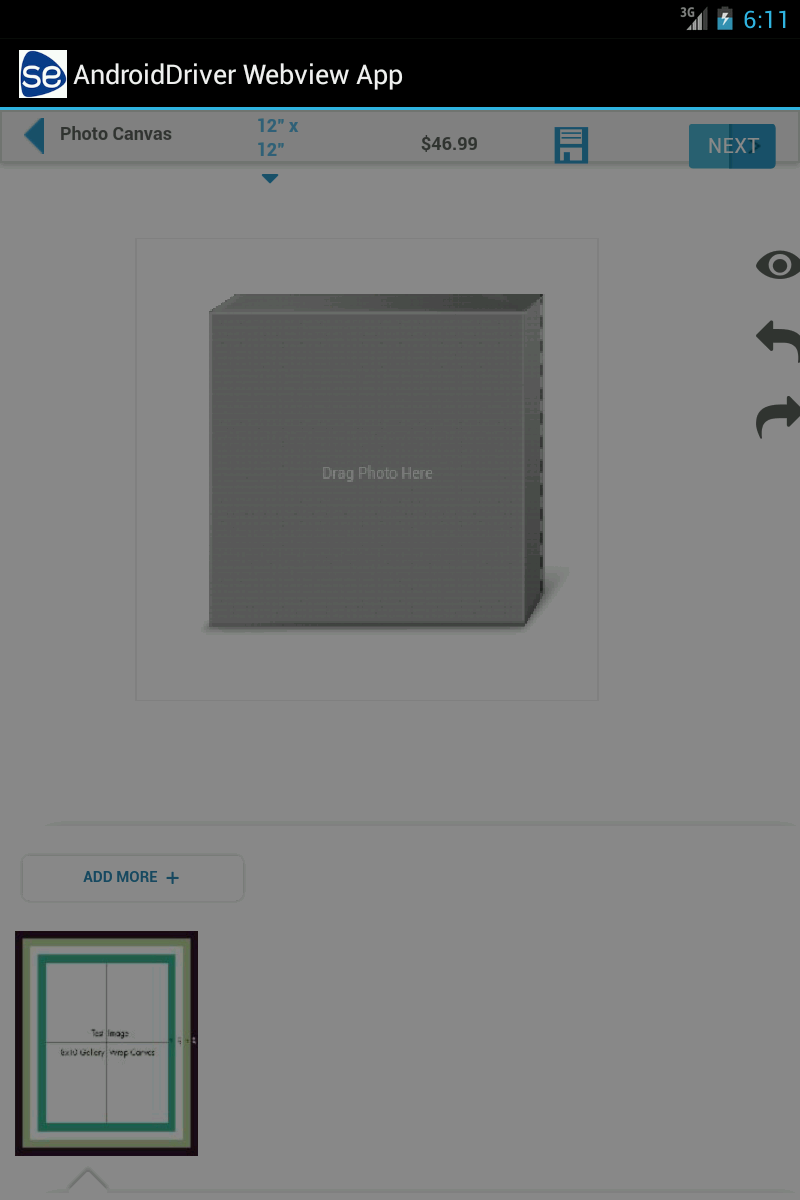 3G 6:11
se AndroidDriver Webview App
Photo Canvas
12" x
12"
$46.99
NEXT
Drag Photo Here
ADD MORE +
Test Image
8x10 Gallery Wrap Canvas